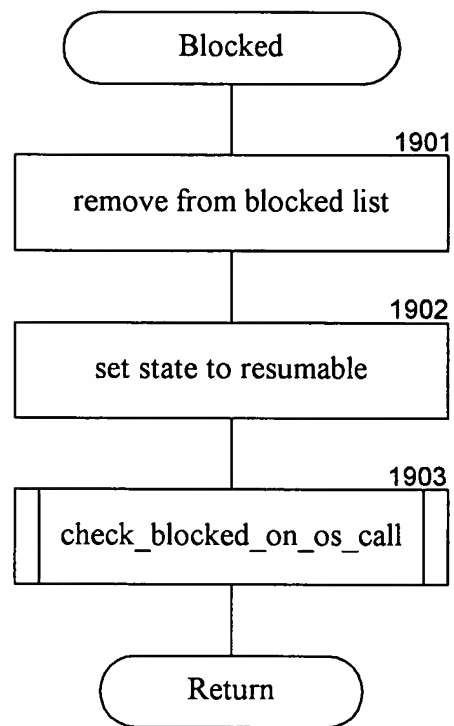 Blocked
1901
remove from blocked list
1902
set state to resumable
1903
check_blocked_on_os_call
Return